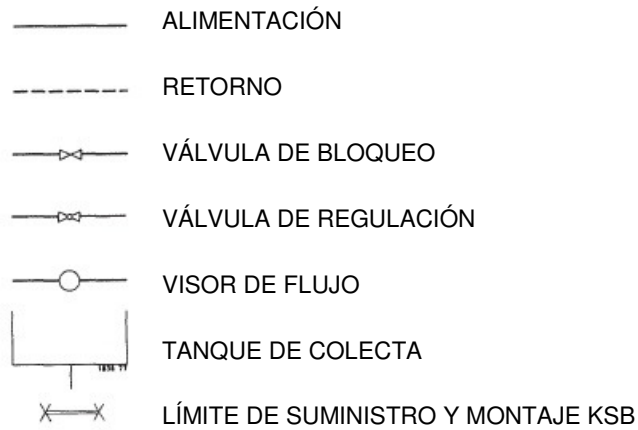 ALIMENTACIÓN
RETORNO
VÁLVULA DE BLOQUEO
VÁLVULA DE REGULACIÓN
VISOR DE FLUJO
TANQUE DE COLECTA
LÍMITE DE SUMINISTRO Y MONTAJE KSB